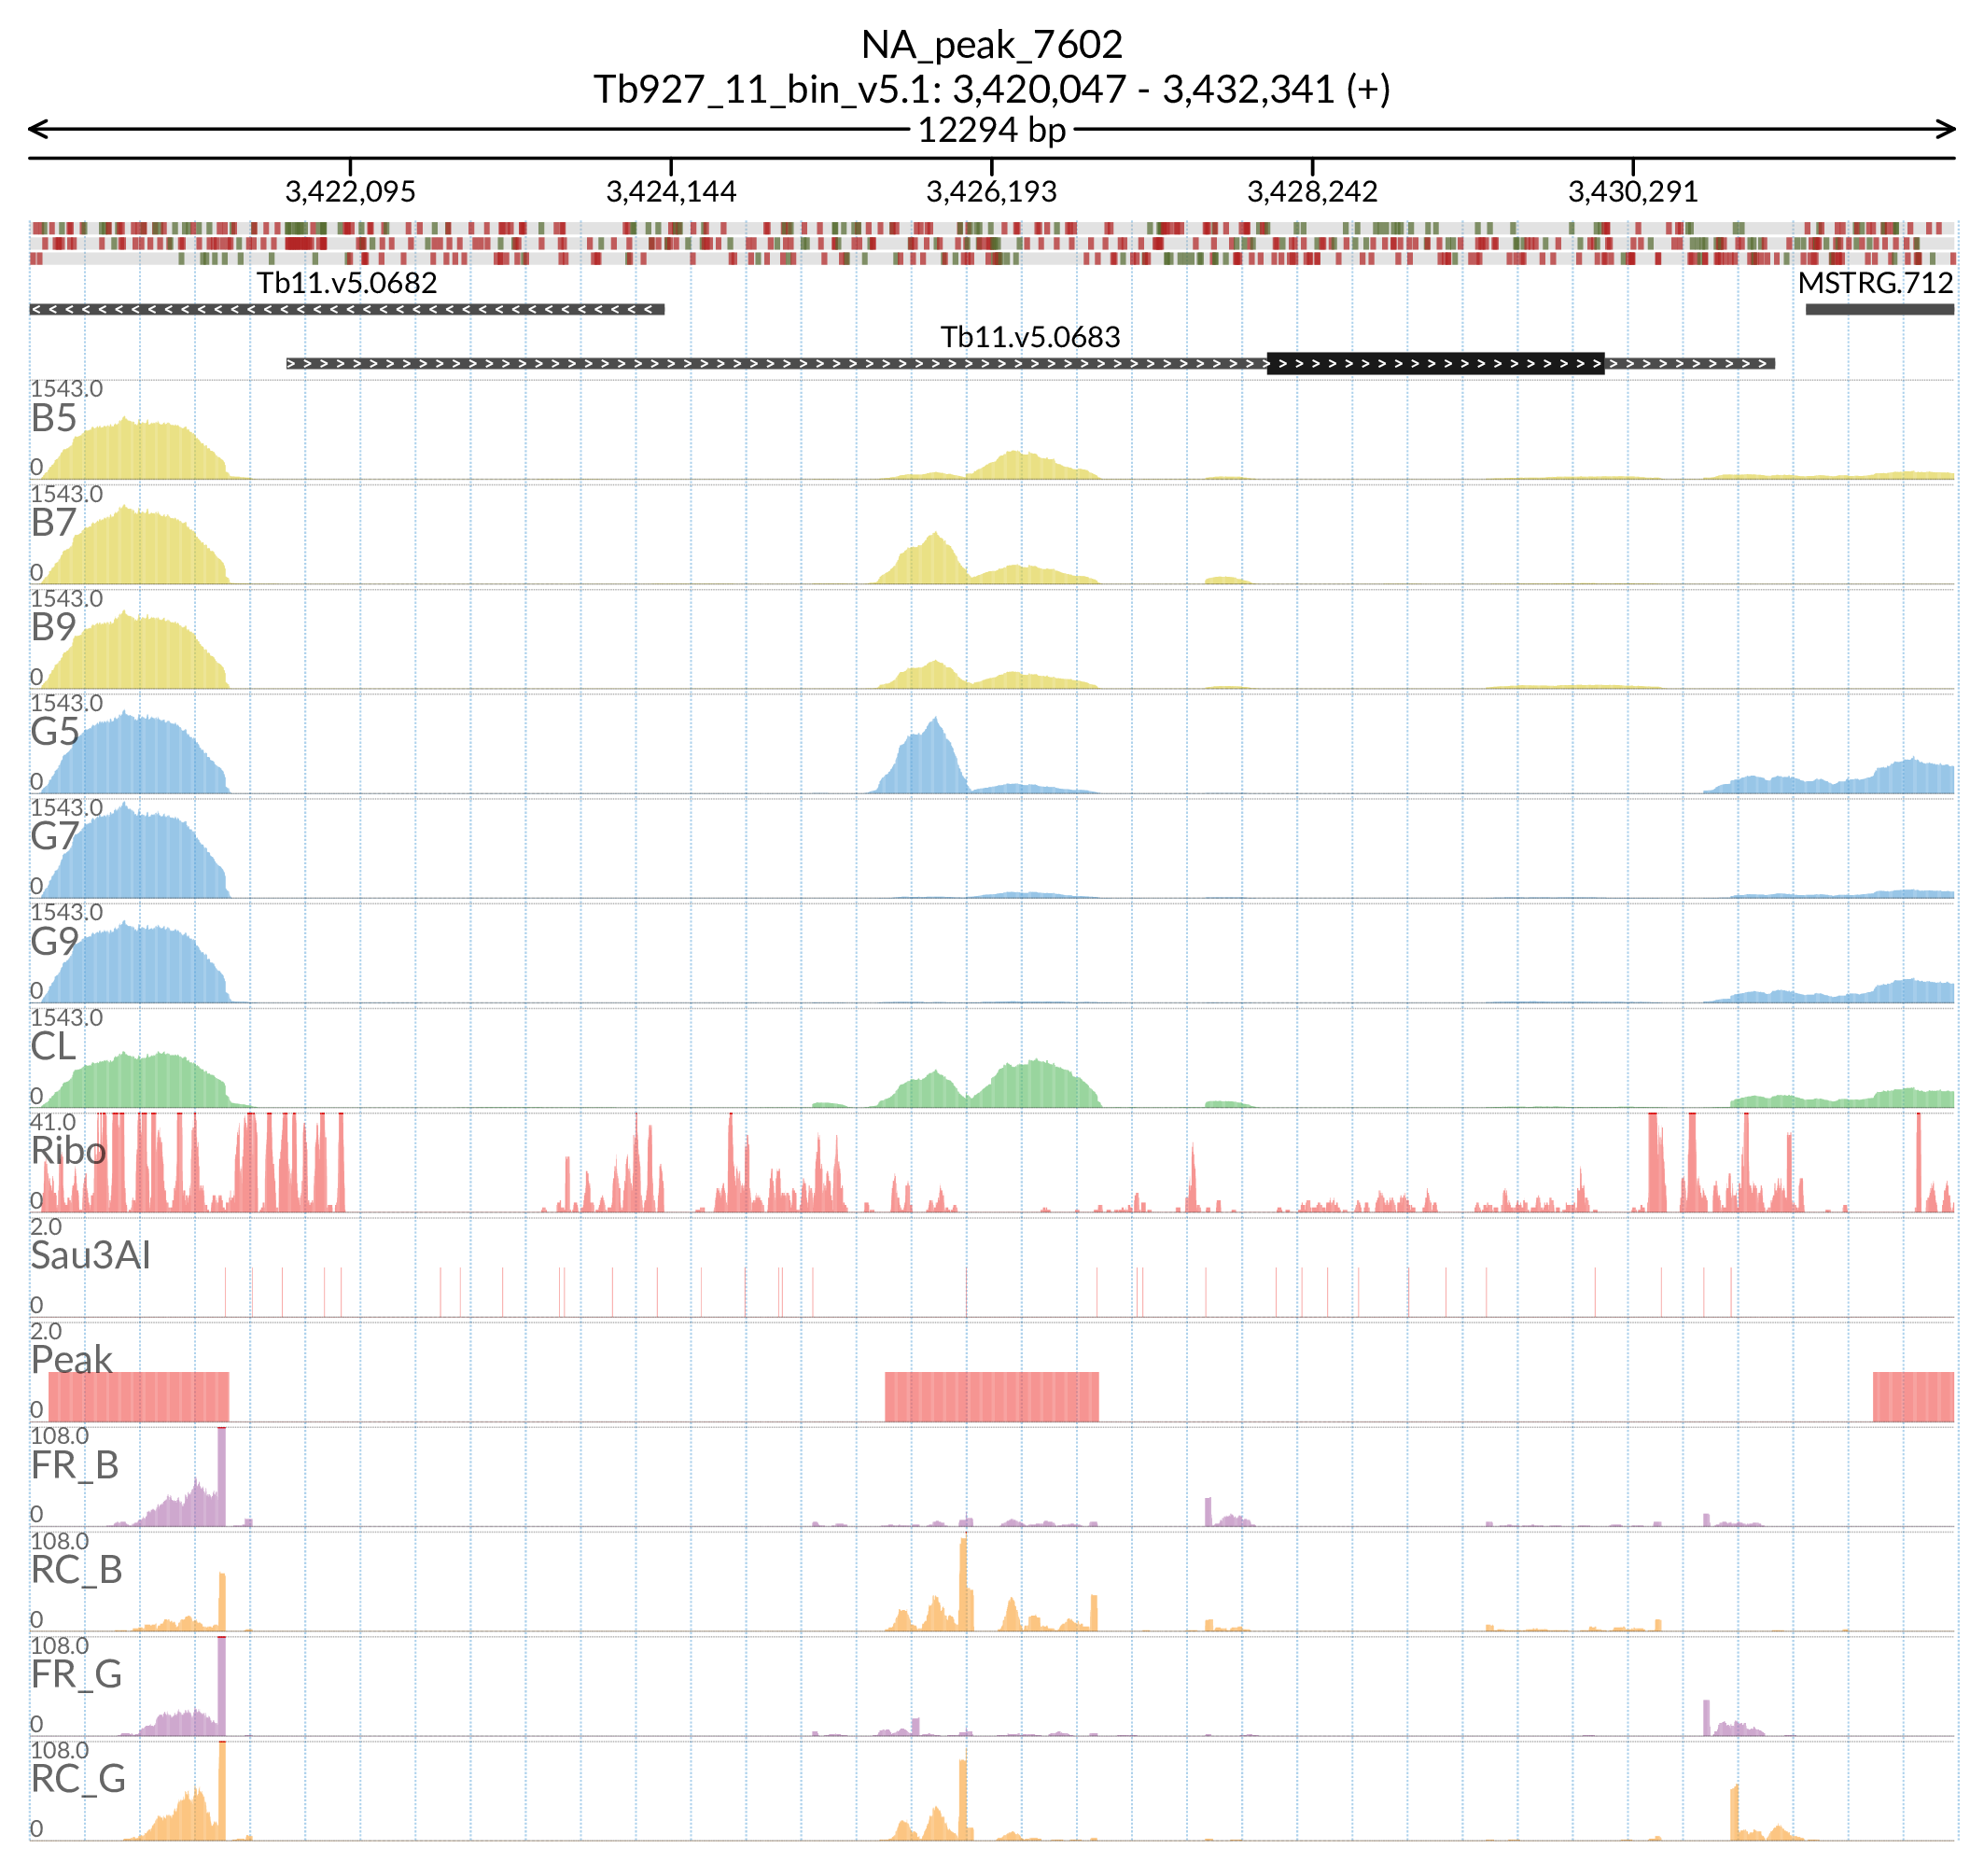 NA_peak_7602
Tb927_11_bin_v5.1: 3,420,047 - 3,432,341 (+)
12294 bp
3,422,095 3,424,144 3,426,193 3,428,242 3,430,291
Tb11.v5.0682 MSTRG.712
Tb11.v5.0683
1543.0
B5
0
1543.0
B7
0
1543.0
B9
0
1543.0
G5
0
1543.0
G7
0
1543.0
G9
0
1543.0
CL
0
41.0
Ribo
0
2.0
Sau3AI
0
2.0
Peak
0
108.0
FR_B
0
108.0
RC_B
0
108.0
FR_G
0
108.0
RC_G
0